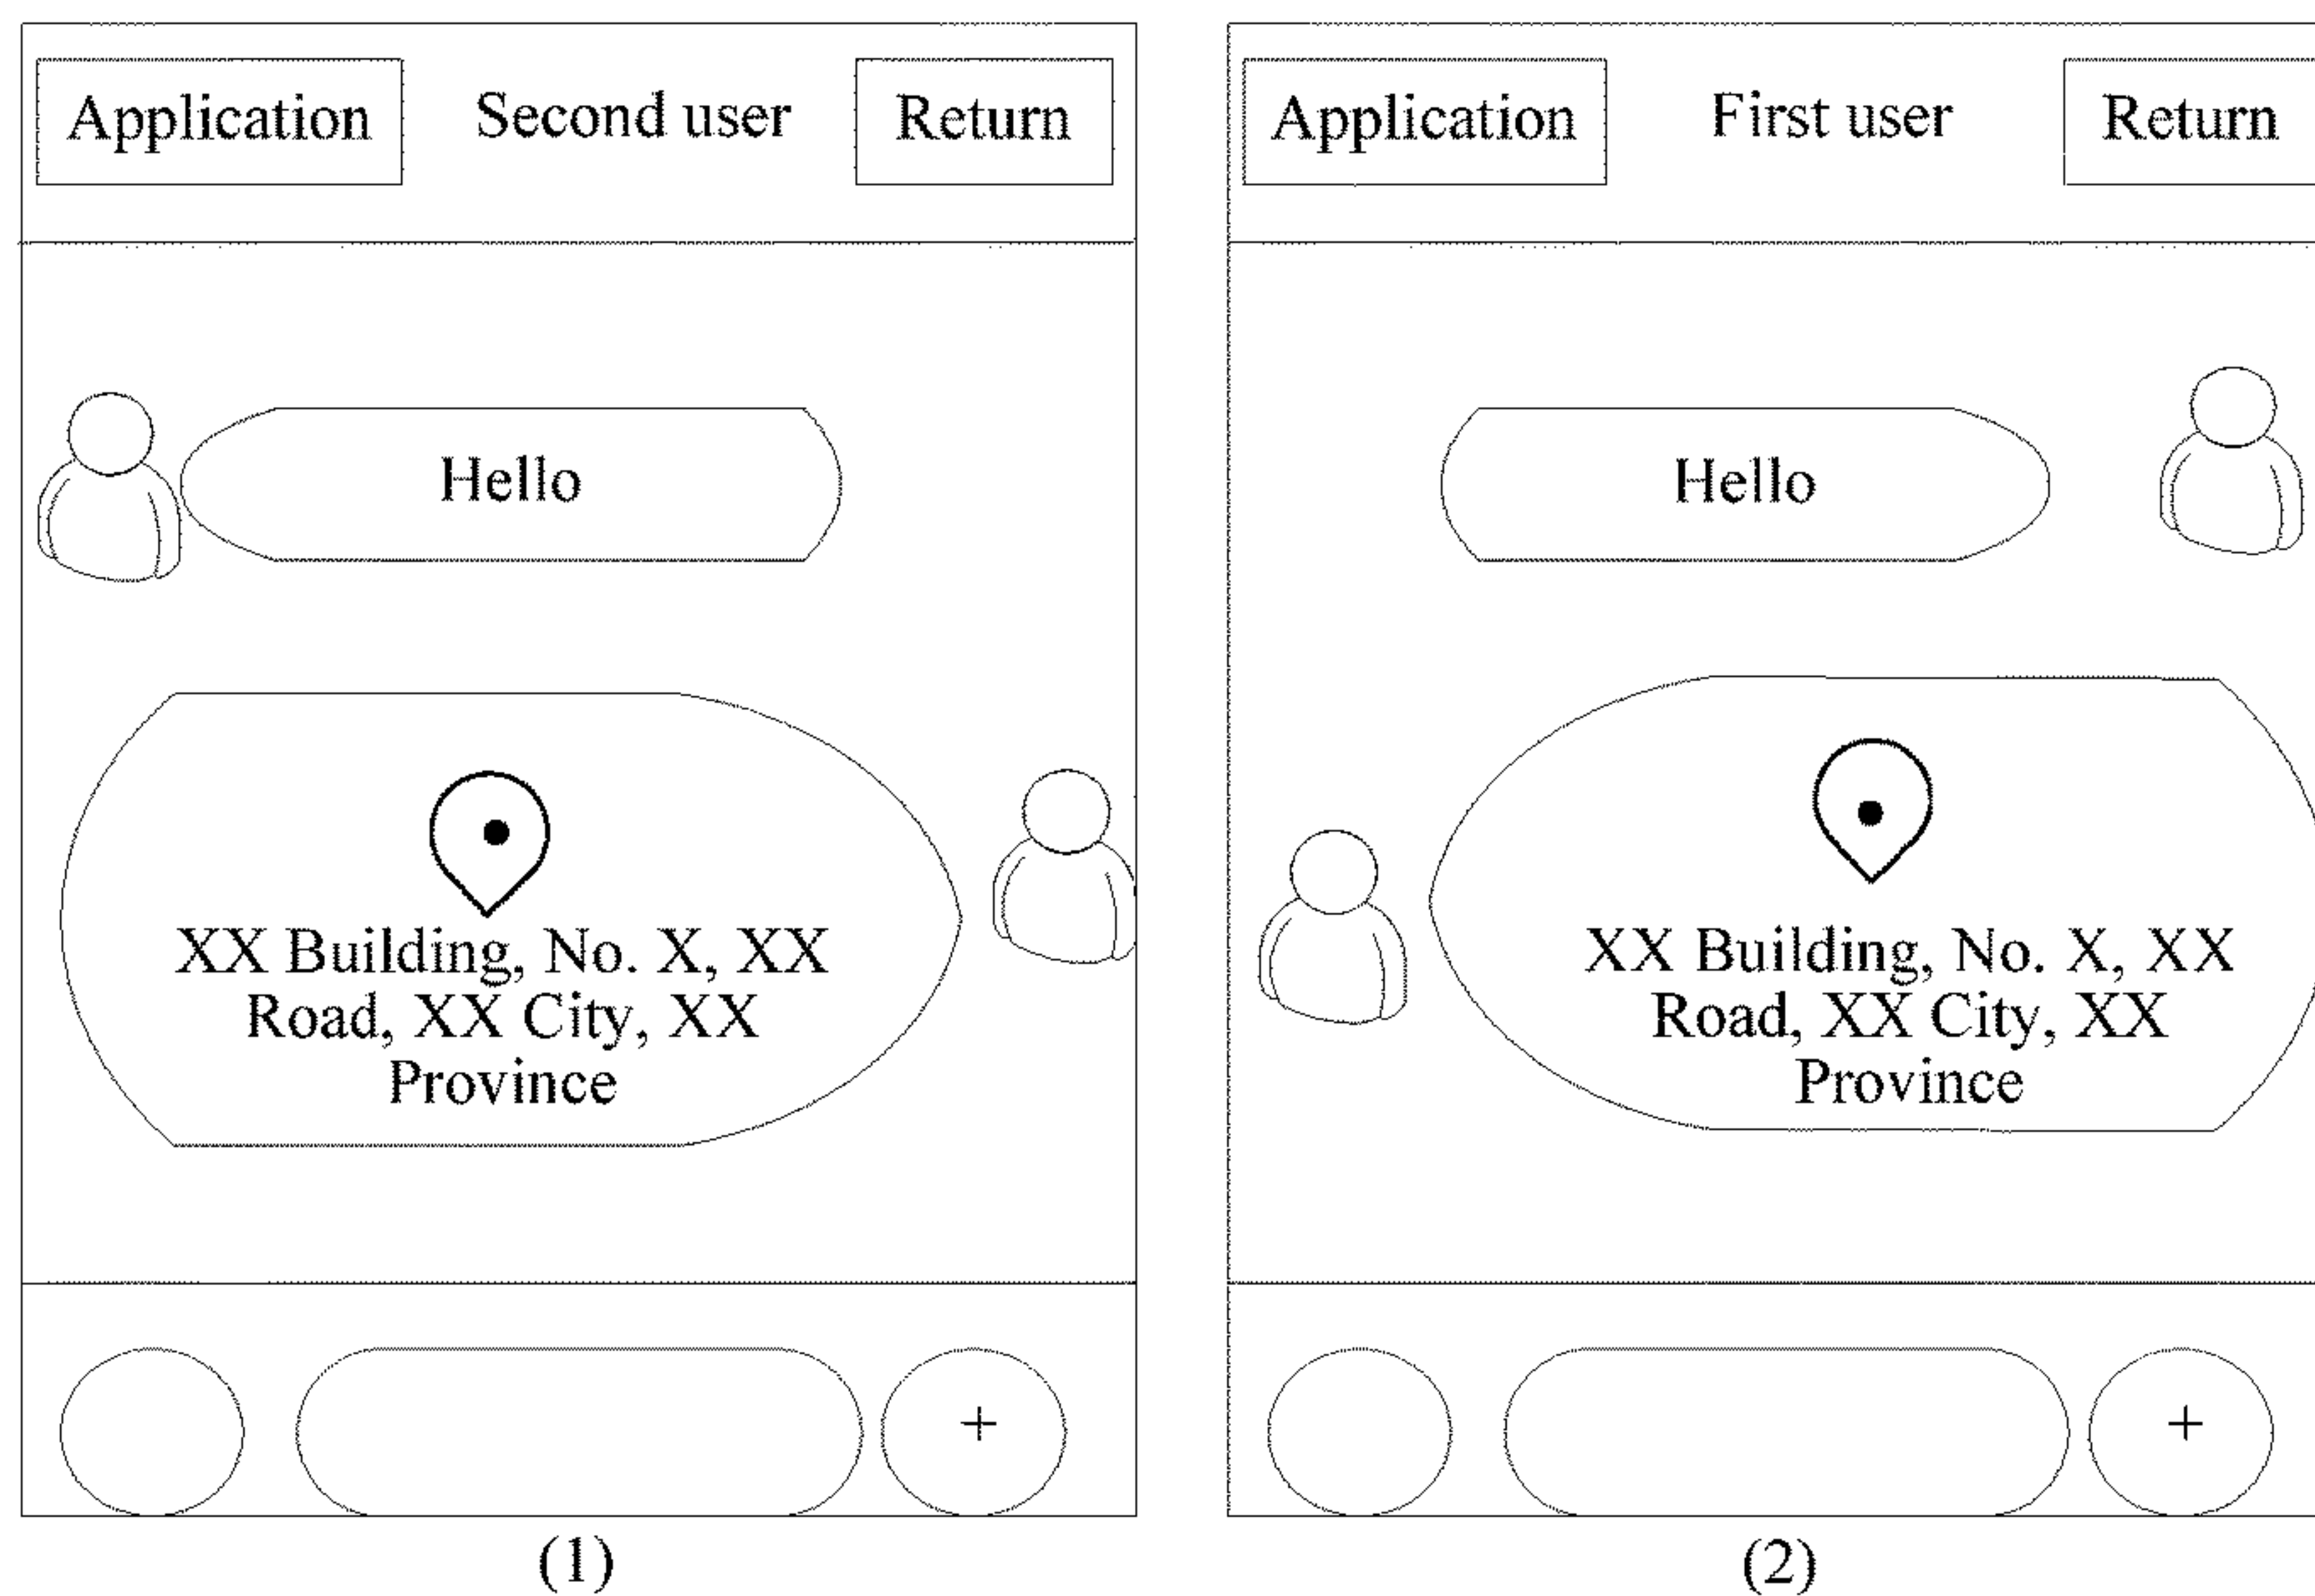 Application
Second user
Return
Hello
XX Building, No. X, XX
Road, XX City, XX
Province
+
(1)
Application
First user
Return
Hello
XX Building, No. X, XX
Road, XX City, XX
Province
+
(2)